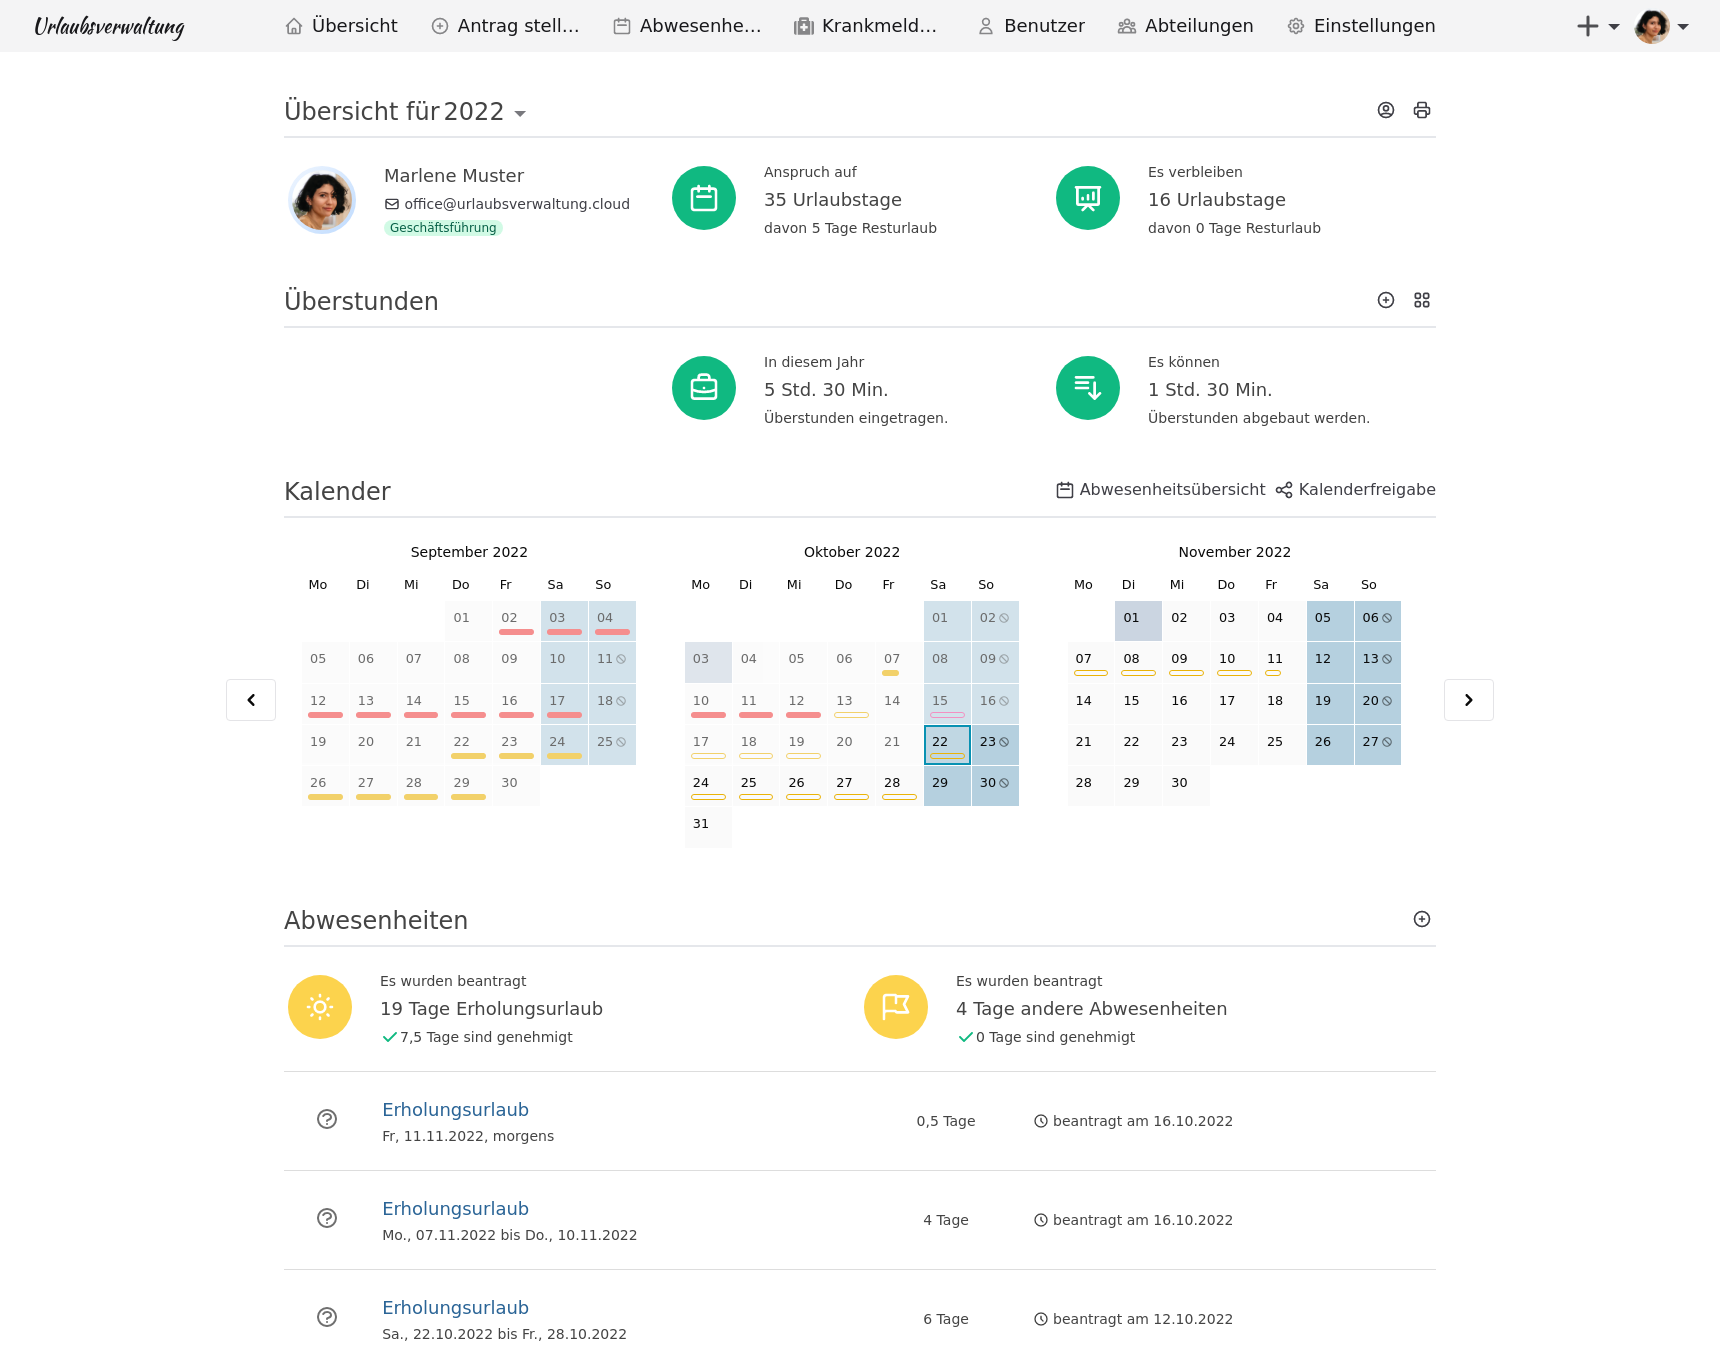 Urlaubsverwaltung Übersicht Antrag stell... Abwesenhe... Krankmeld... Benutzer Abteilungen Einstellungen
Übersicht für 2022
Marlene Muster
office@urlaubsverwaltung.cloud
Geschäftsführung
Anspruch auf
35 Urlaubstage
davon 5 Tage Resturlaub
Es verbleiben
16 Urlaubstage
davon 0 Tage Resturlaub
Überstunden
In diesem Jahr
5 Std. 30 Min.
Überstunden eingetragen.
Es können
1 Std. 30 Min.
Überstunden abgebaut werden.
Kalender Abwesenheitsübersicht Kalenderfreigabe
September 2022
Mo Di Mi Do Fr Sa So
01 02 03 04
05 06 07 08 09 10 11
12 13 14 15 16 17 18
19 20 21 22 23 24 25
26 27 28 29 30
Oktober 2022
Mo Di Mi Do Fr Sa So
01 02
03 04 05 06 07 08 09
10 11 12 13 14 15 16
17 18 19 20 21 22 23
24 25 26 27 28 29 30
31
November 2022
Mo Di Mi Do Fr Sa So
01 02 03 04 05 06
07 08 09 10 11 12 13
14 15 16 17 18 19 20
21 22 23 24 25 26 27
28 29 30
Abwesenheiten
Es wurden beantragt
19 Tage Erholungsurlaub
7,5 Tage sind genehmigt
Es wurden beantragt
4 Tage andere Abwesenheiten
0 Tage sind genehmigt
Erholungsurlaub
Fr, 11.11.2022, morgens
0,5 Tage
beantragt am 16.10.2022
Erholungsurlaub
Mo., 07.11.2022 bis Do., 10.11.2022
4 Tage
beantragt am 16.10.2022
Erholungsurlaub
Sa., 22.10.2022 bis Fr., 28.10.2022
6 Tage
beantragt am 12.10.2022